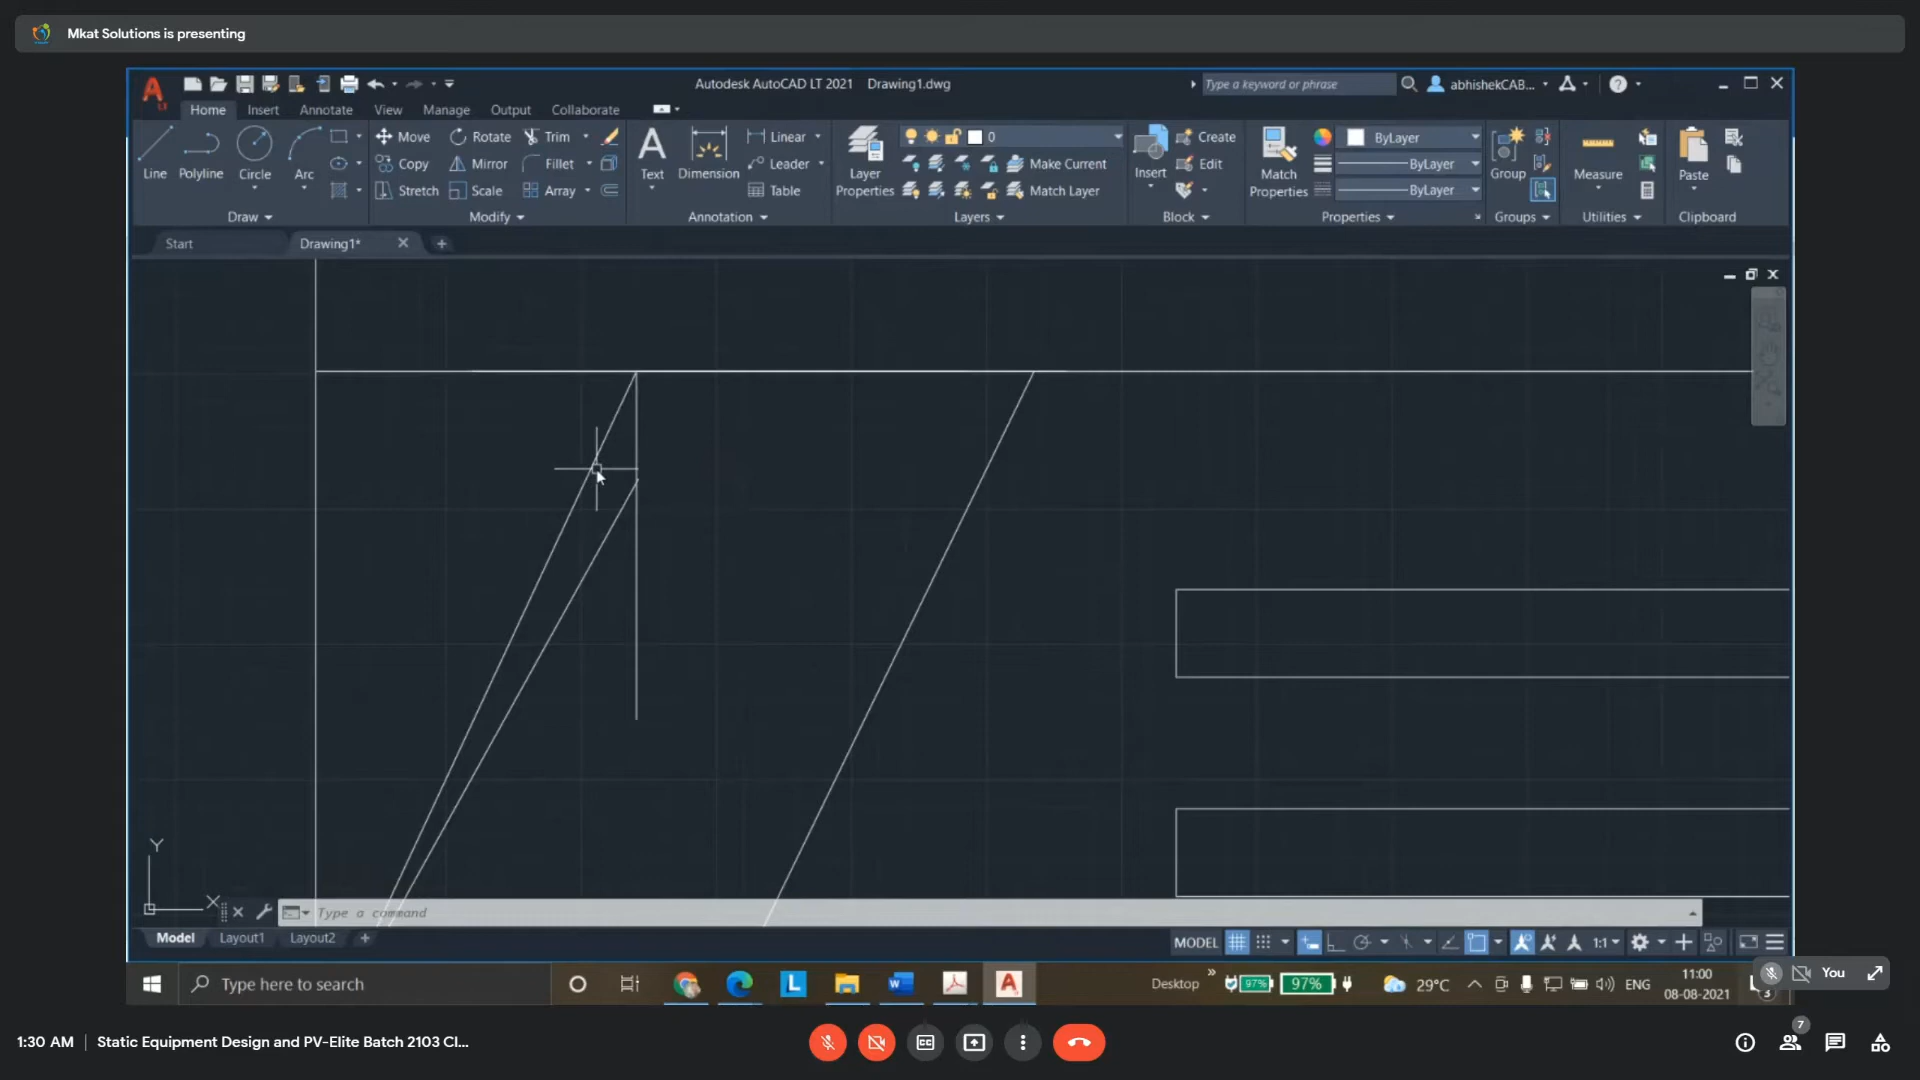 Mkat Solutions is presenting
Autodesk AutoCAD LT 2021 Drawing1.dwg
Type a keyword or phrase
abhishekCAB...
Home Insert Annotate View Manage Output Collaborate
Line Polyline Circle Arc
Move Rotate Trim
Copy Mirror Fillet
Stretch Scale Array
Text Dimension
Linear
Leader
Table
Layer Properties
0
Make Current
Match Layer
Insert
Create
Edit
Match Properties
ByLayer
ByLayer
ByLayer
Group
Measure
Paste
Draw Modify Annotation Layers Block Properties Groups Utilities Clipboard
Start Drawing1*
Y
X
Type a command
Model Layout1 Layout2
MODEL 1:1
Type here to search
L
Desktop 97% 97% 29°C ENG
11:00
08-08-2021
3
You
1:30 AM Static Equipment Design and PV-Elite Batch 2103 Cl...
7